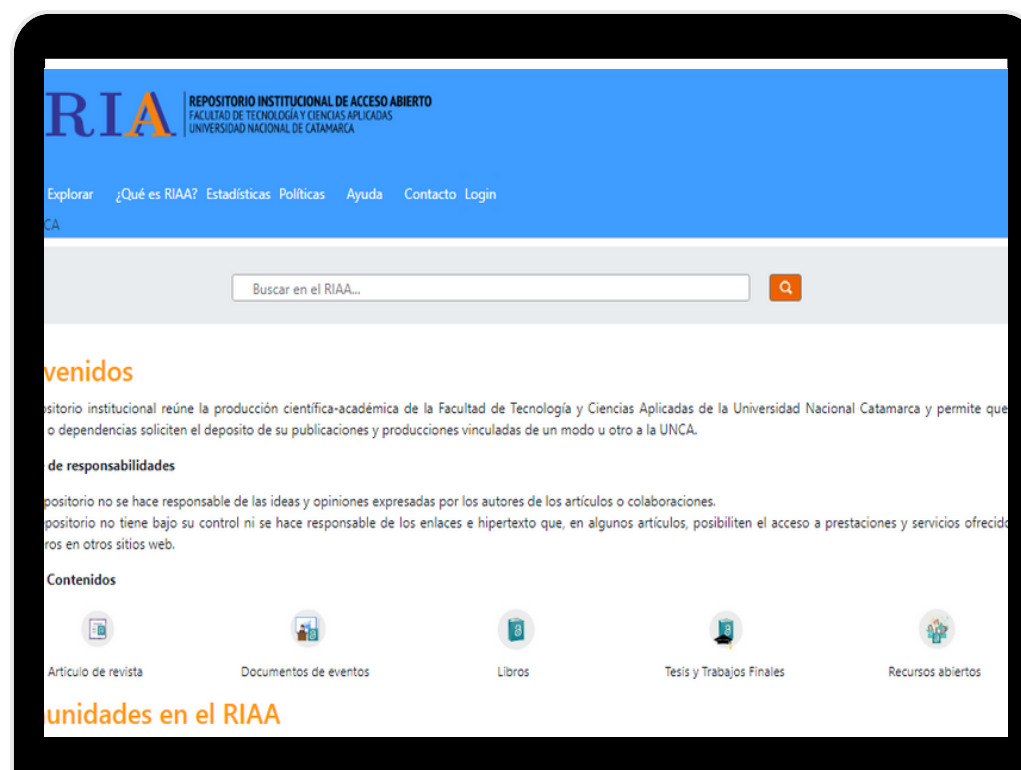 RIA
REPOSITORIO INSTITUCIONAL DE ACCESO ABIERTO
FACULTAD DE TECNOLOGÍA Y CIENCIAS APLICADAS
UNIVERSIDAD NACIONAL DE CATAMARCA
Explorar ¿Qué es RIAA? Estadísticas Políticas Ayuda Contacto Login
CA
Buscar en el RIAA...
venidos
ositorio institucional reúne la producción científica-académica de la Facultad de Tecnología y Ciencias Aplicadas de la Universidad Nacional Catamarca y permite que
o dependencias soliciten el deposito de su publicaciones y producciones vinculadas de un modo u otro a la UNCA.
de responsabilidades
positorio no se hace responsable de las ideas y opiniones expresadas por los autores de los artículos o colaboraciones.
positorio no tiene bajo su control ni se hace responsable de los enlaces e hipertexto que, en algunos artículos, posibiliten el acceso a prestaciones y servicios ofrecido
ros en otros sitios web.
Contenidos
Articulo de revista
Documentos de eventos
Libros
Tesis y Trabajos Finales
Recursos abiertos
unidades en el RIAA